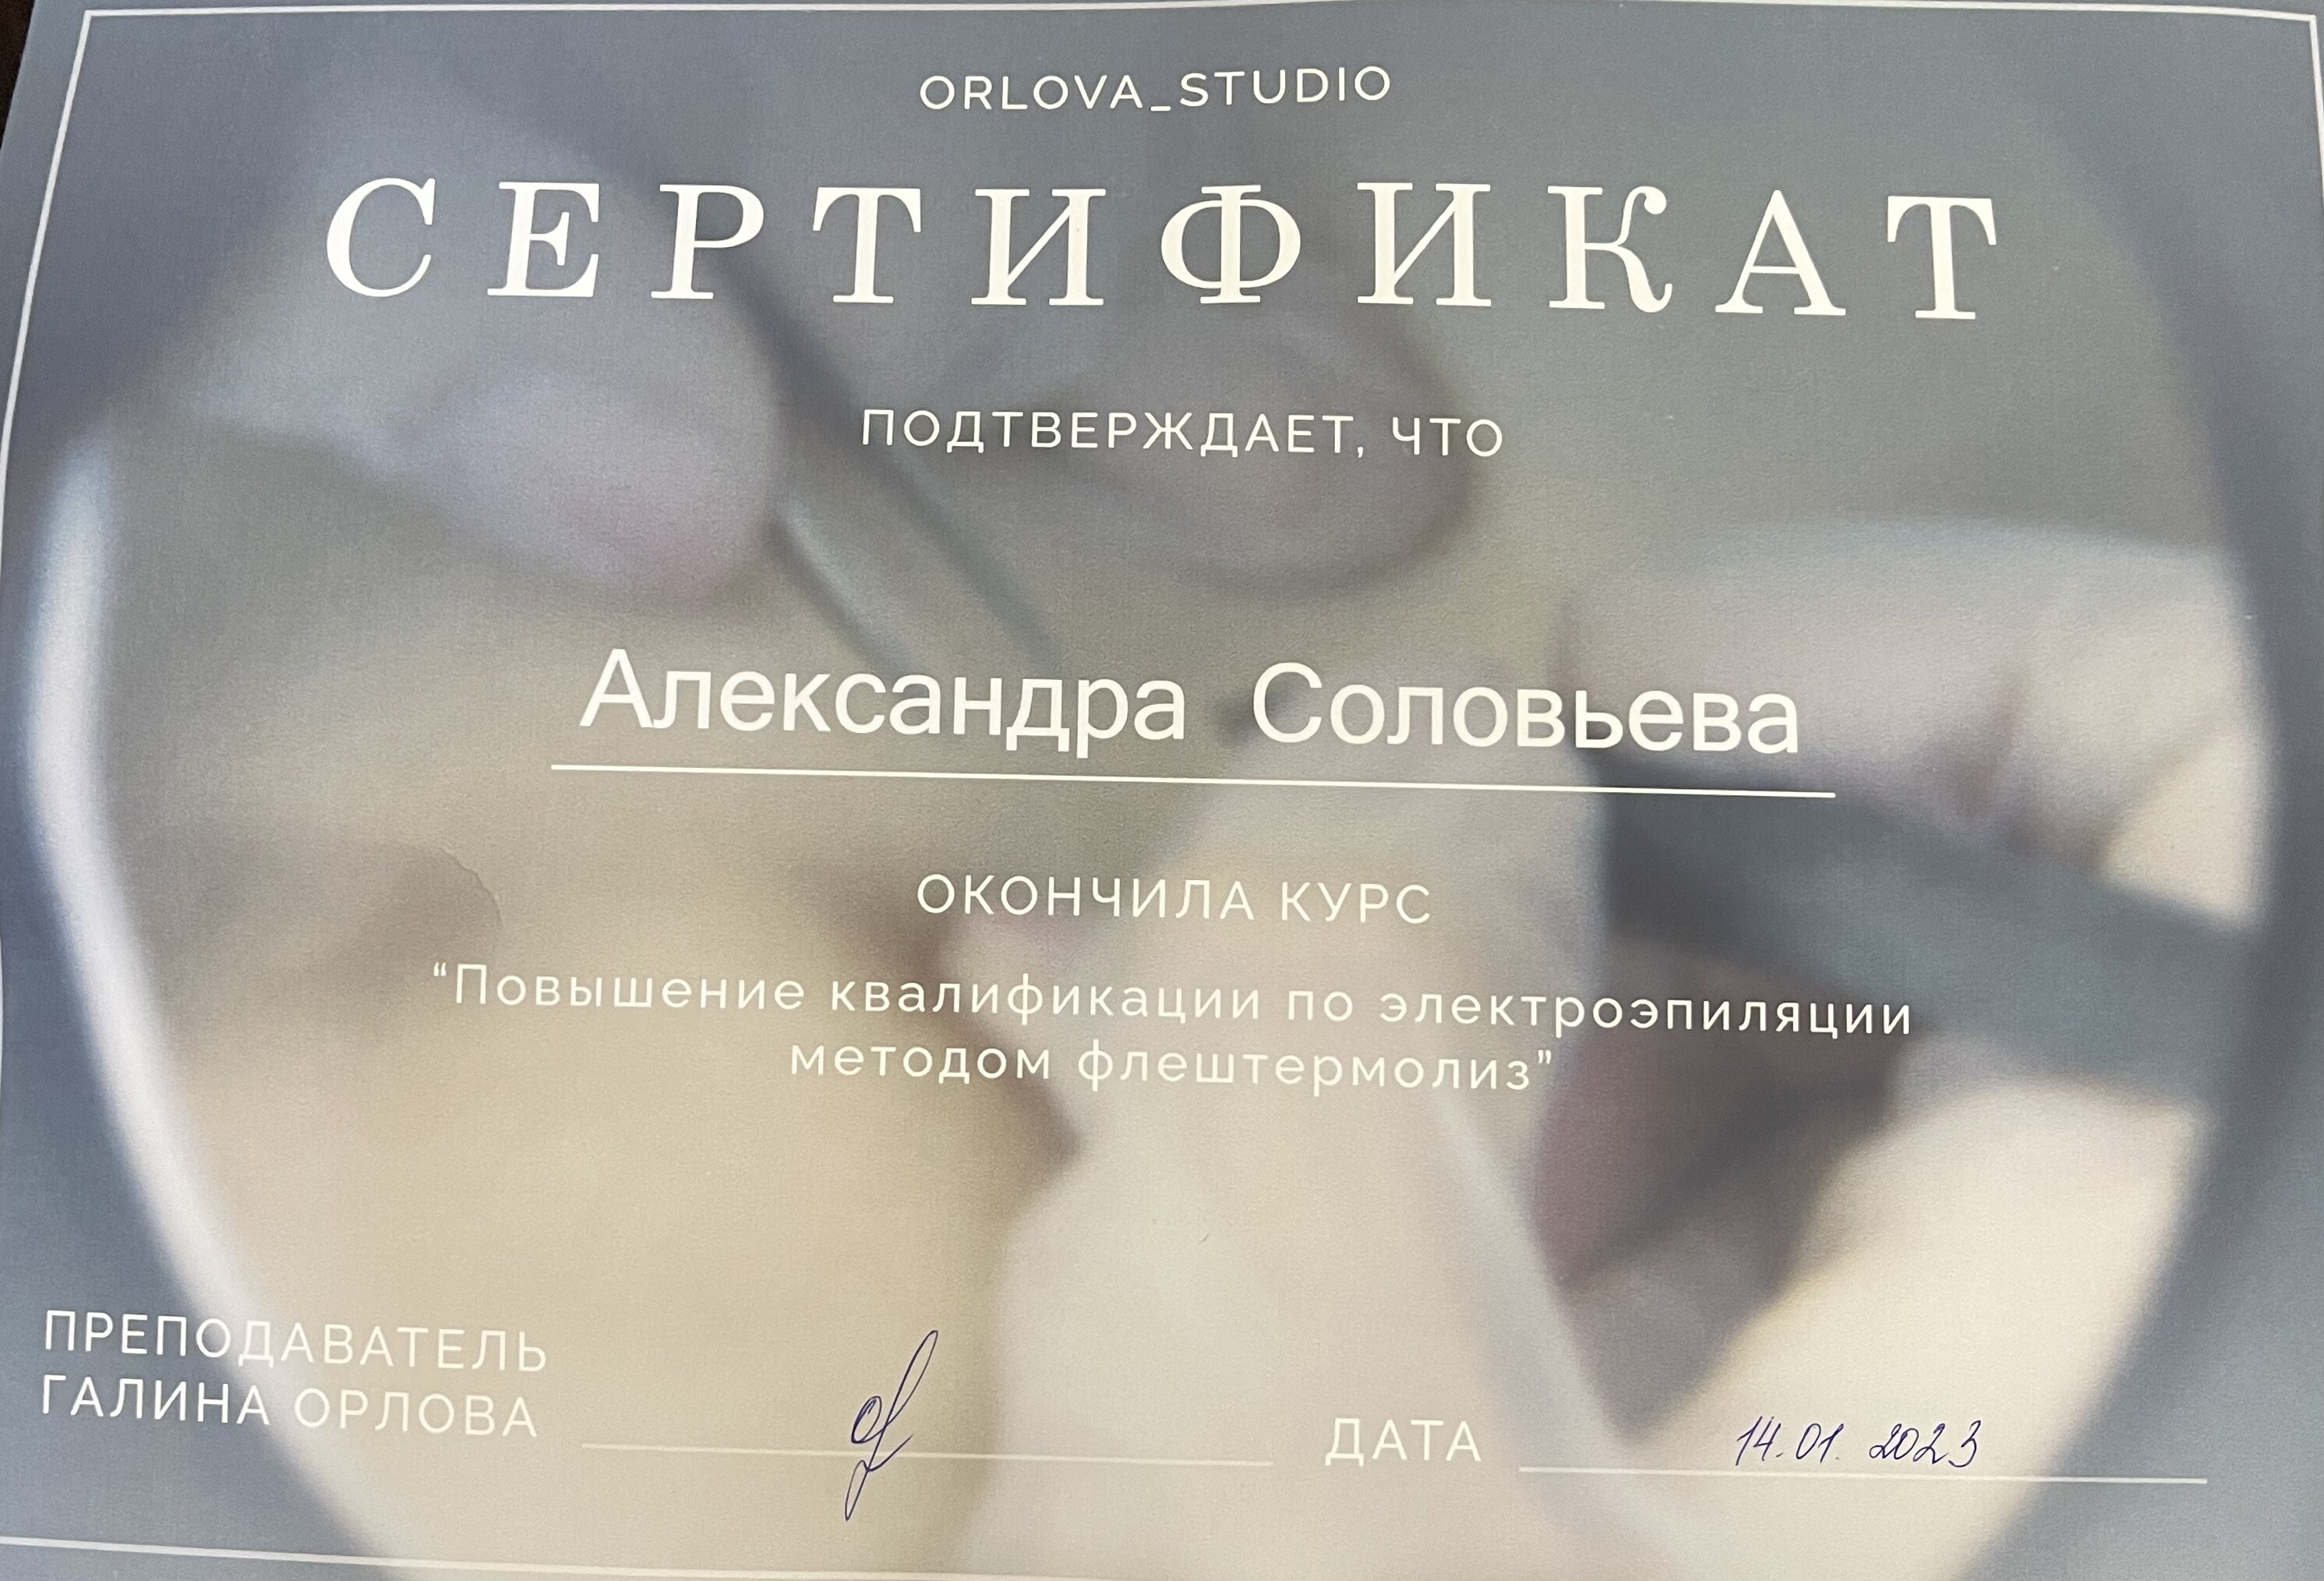 ORLOVA_STUDIO
СЕРТИФИКАТ
ПОДТВЕРЖДАЕТ, ЧТО
Александра Соловьева
ОКОНЧИЛА КУРС
“Повышение квалификации по электроэпиляции
методом флештермолиз”
ПРЕПОДАВАТЕЛЬ
ГАЛИНА ОРЛОВА
ДАТА 14.01. 2023